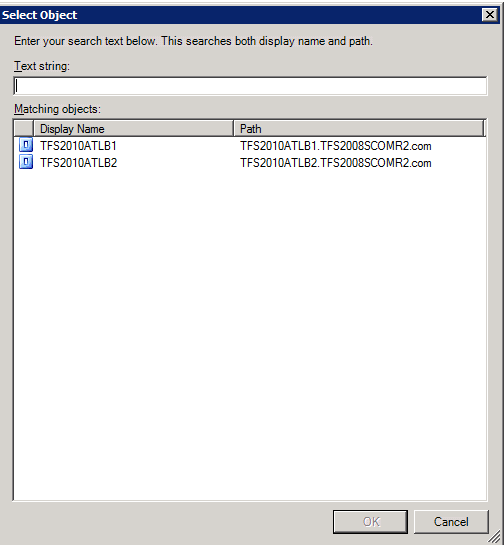 Select Object
Enter your search text below. This searches both display name and path.
Text string:
Matching objects:
Display Name Path
TFS2010ATLB1 TFS2010ATLB1.TFS2008SCOMR2.com
TFS2010ATLB2 TFS2010ATLB2.TFS2008SCOMR2.com
OK Cancel